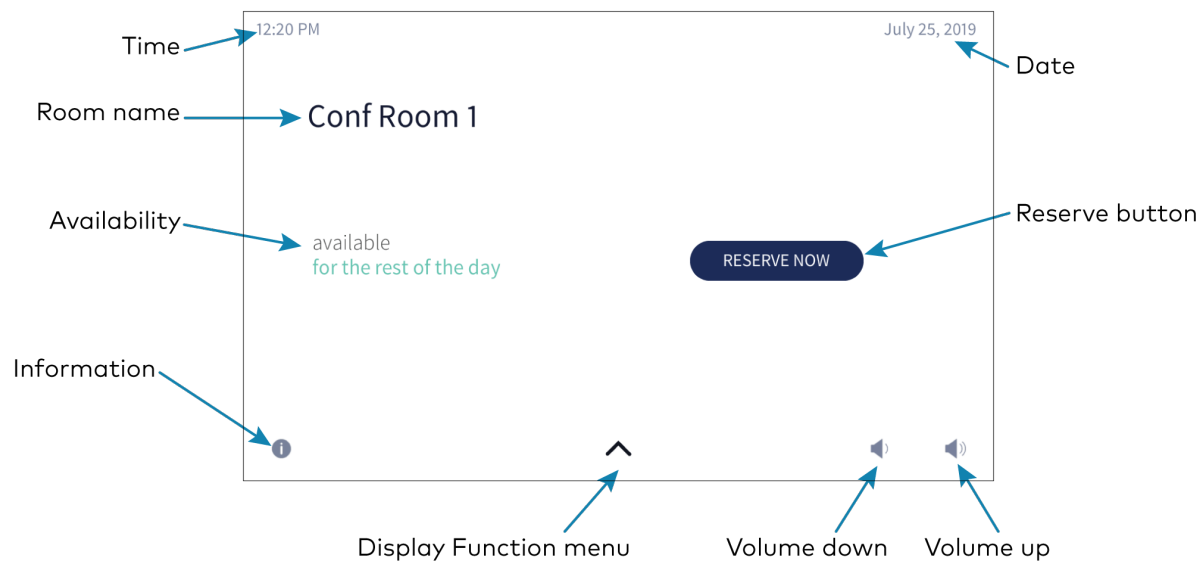 12:20 PM
July 25, 2019
Time
Date
Room name
Conf Room 1
Availability
Reserve button
available
for the rest of the day
RESERVE NOW
Information
i
Display Function menu
Volume down
Volume up